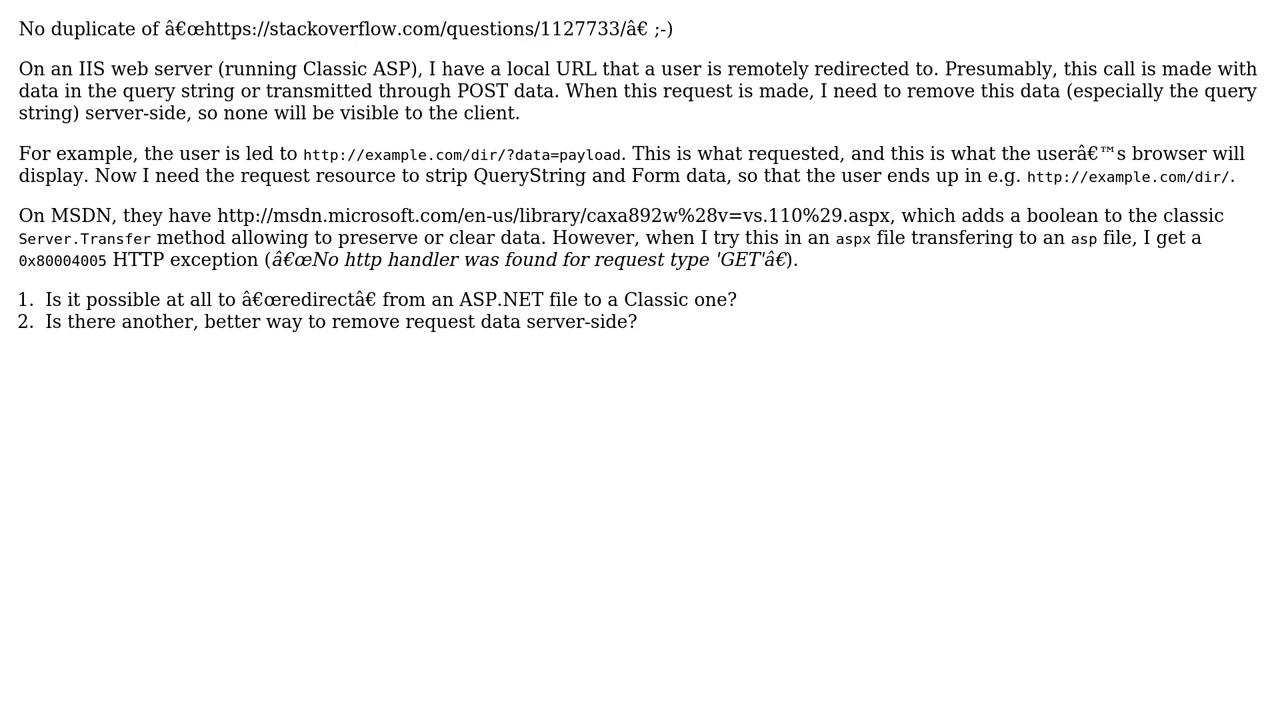 No duplicate of â€œhttps://stackoverflow.com/questions/1127733/â€ ;-)
On an IIS web server (running Classic ASP), I have a local URL that a user is remotely redirected to. Presumably, this call is made with
data in the query string or transmitted through POST data. When this request is made, I need to remove this data (especially the query
string) server-side, so none will be visible to the client.
For example, the user is led to http://example.com/dir/?data=payload. This is what requested, and this is what the userâ€™s browser will
display. Now I need the request resource to strip QueryString and Form data, so that the user ends up in e.g. http://example.com/dir/.
On MSDN, they have http://msdn.microsoft.com/en-us/library/caxa892w%28v=vs.110%29.aspx, which adds a boolean to the classic
Server.Transfer method allowing to preserve or clear data. However, when I try this in an aspx file transfering to an asp file, I get a
0x80004005 HTTP exception (â€œNo http handler was found for request type 'GET'â€).
1. Is it possible at all to â€œredirectâ€ from an ASP.NET file to a Classic one?
2. Is there another, better way to remove request data server-side?